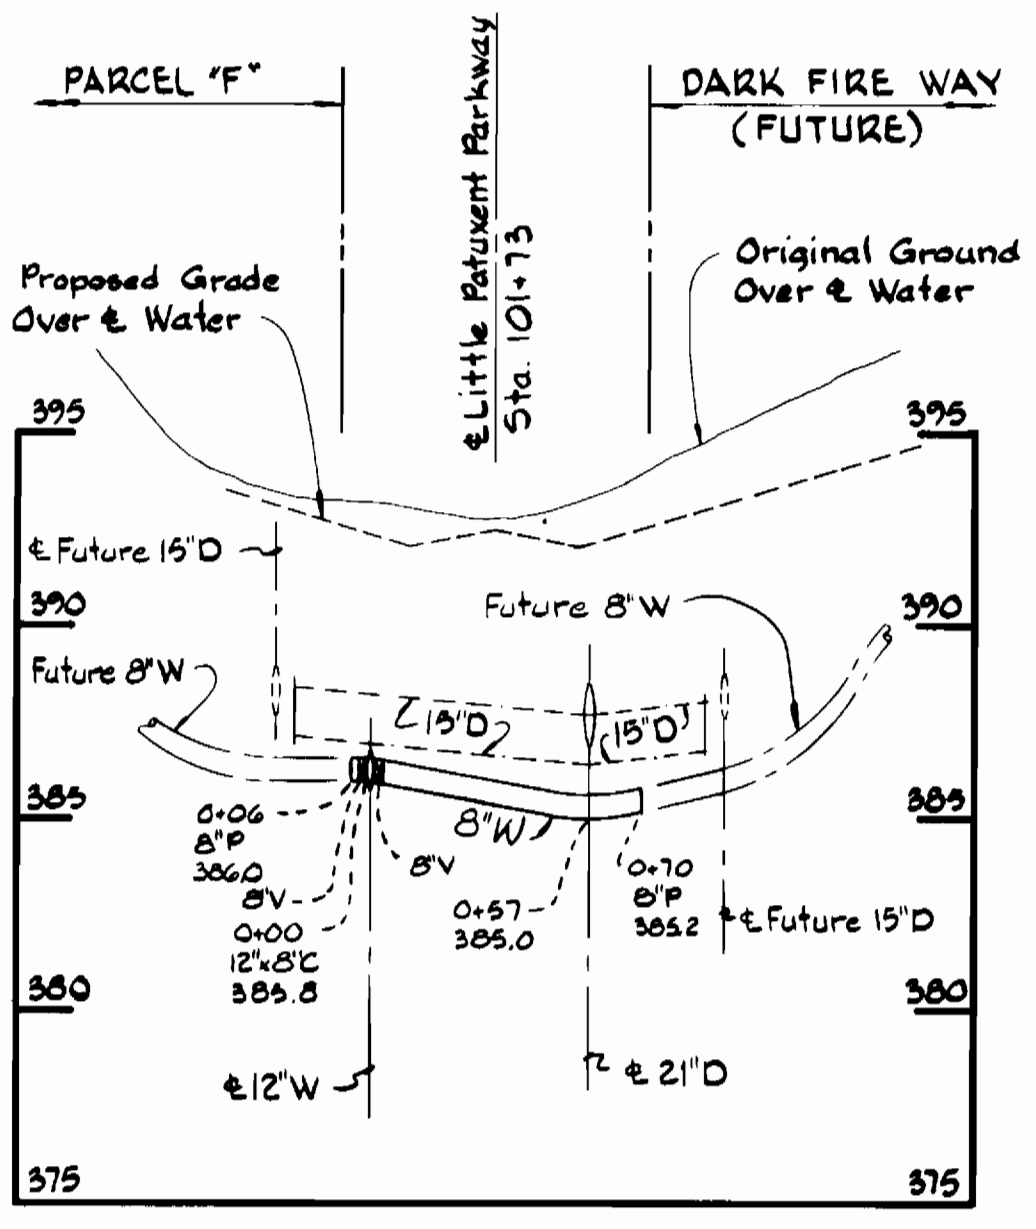 PARCEL "F"
℄ Little Patuxent Parkway
Sta. 101+73
DARK FIRE WAY
(FUTURE)
Proposed Grade
Over ℄ Water
Original Ground
Over ℄ Water
395
395
℄ Future 15"D
390
Future 8"W
390
Future 8"W
15"D
15"D
385
385
0+06
8"P
386.0
8"V
0+00
12"x8"C
385.8
8"W
8"V
0+57
385.0
0+70
8"P
385.2
℄ Future 15"D
380
380
℄ 12"W
℄ 21"D
375
375